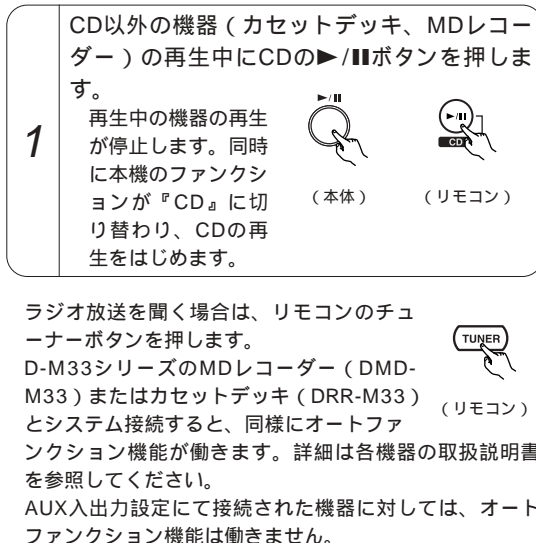 CD以外の機器（カセットデッキ、MDレコー
ダー）の再生中にCDの►/IIボタンを押しま
す。
1
再生中の機器の再生
が停止します。同時
に本機のファンクシ
ョンが『CD』に切
り替わり、CDの再
生をはじめます。
►/II
（本体）
►/II
CD
（リモコン）
ラジオ放送を聞く場合は、リモコンのチュ
ーナーボタンを押します。
D-M33シリーズのMDレコーダー（DMD-
M33）またはカセットデッキ（DRR-M33）
とシステム接続すると、同様にオートファ
ンクション機能が働きます。詳細は各機器の取扱説明書
を参照してください。
TUNER
（リモコン）
AUX入出力設定にて接続された機器に対しては、オート
ファンクション機能は働きません。